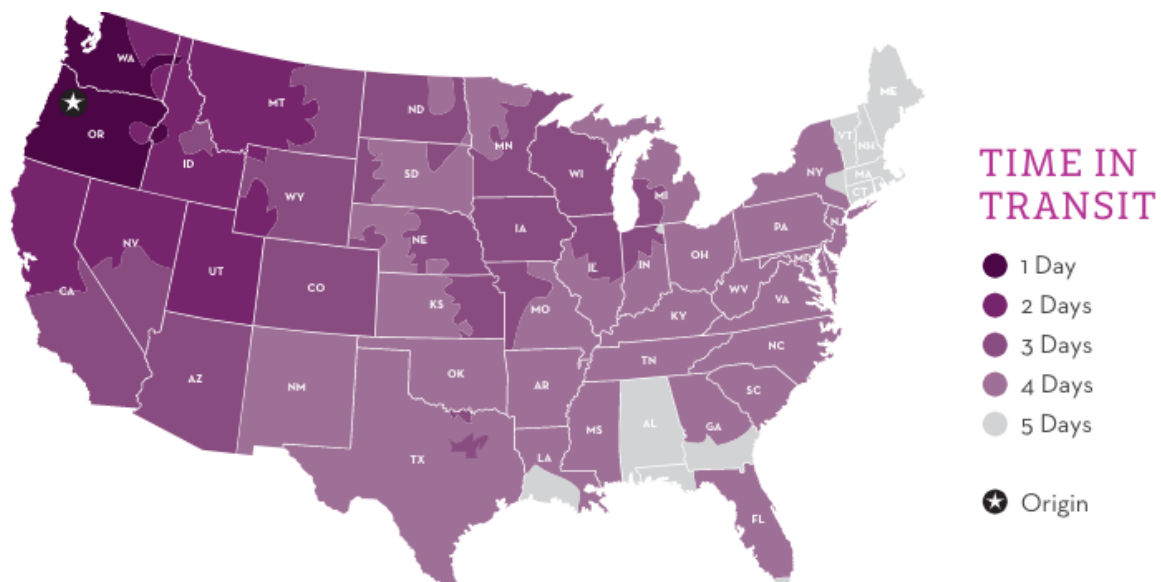 WA
OR
MT
ID
ND
MN
SD
WY
WI
MI
NE
IA
NV
UT
CO
CA
KS
MO
IL
IN
OH
PA
NY
VT
NH
ME
MA
CT
NJ
MD
WV
VA
KY
NC
TN
SC
AZ
NM
OK
AR
MS
AL
GA
TX
LA
FL
TIME IN
TRANSIT
1 Day
2 Days
3 Days
4 Days
5 Days
Origin